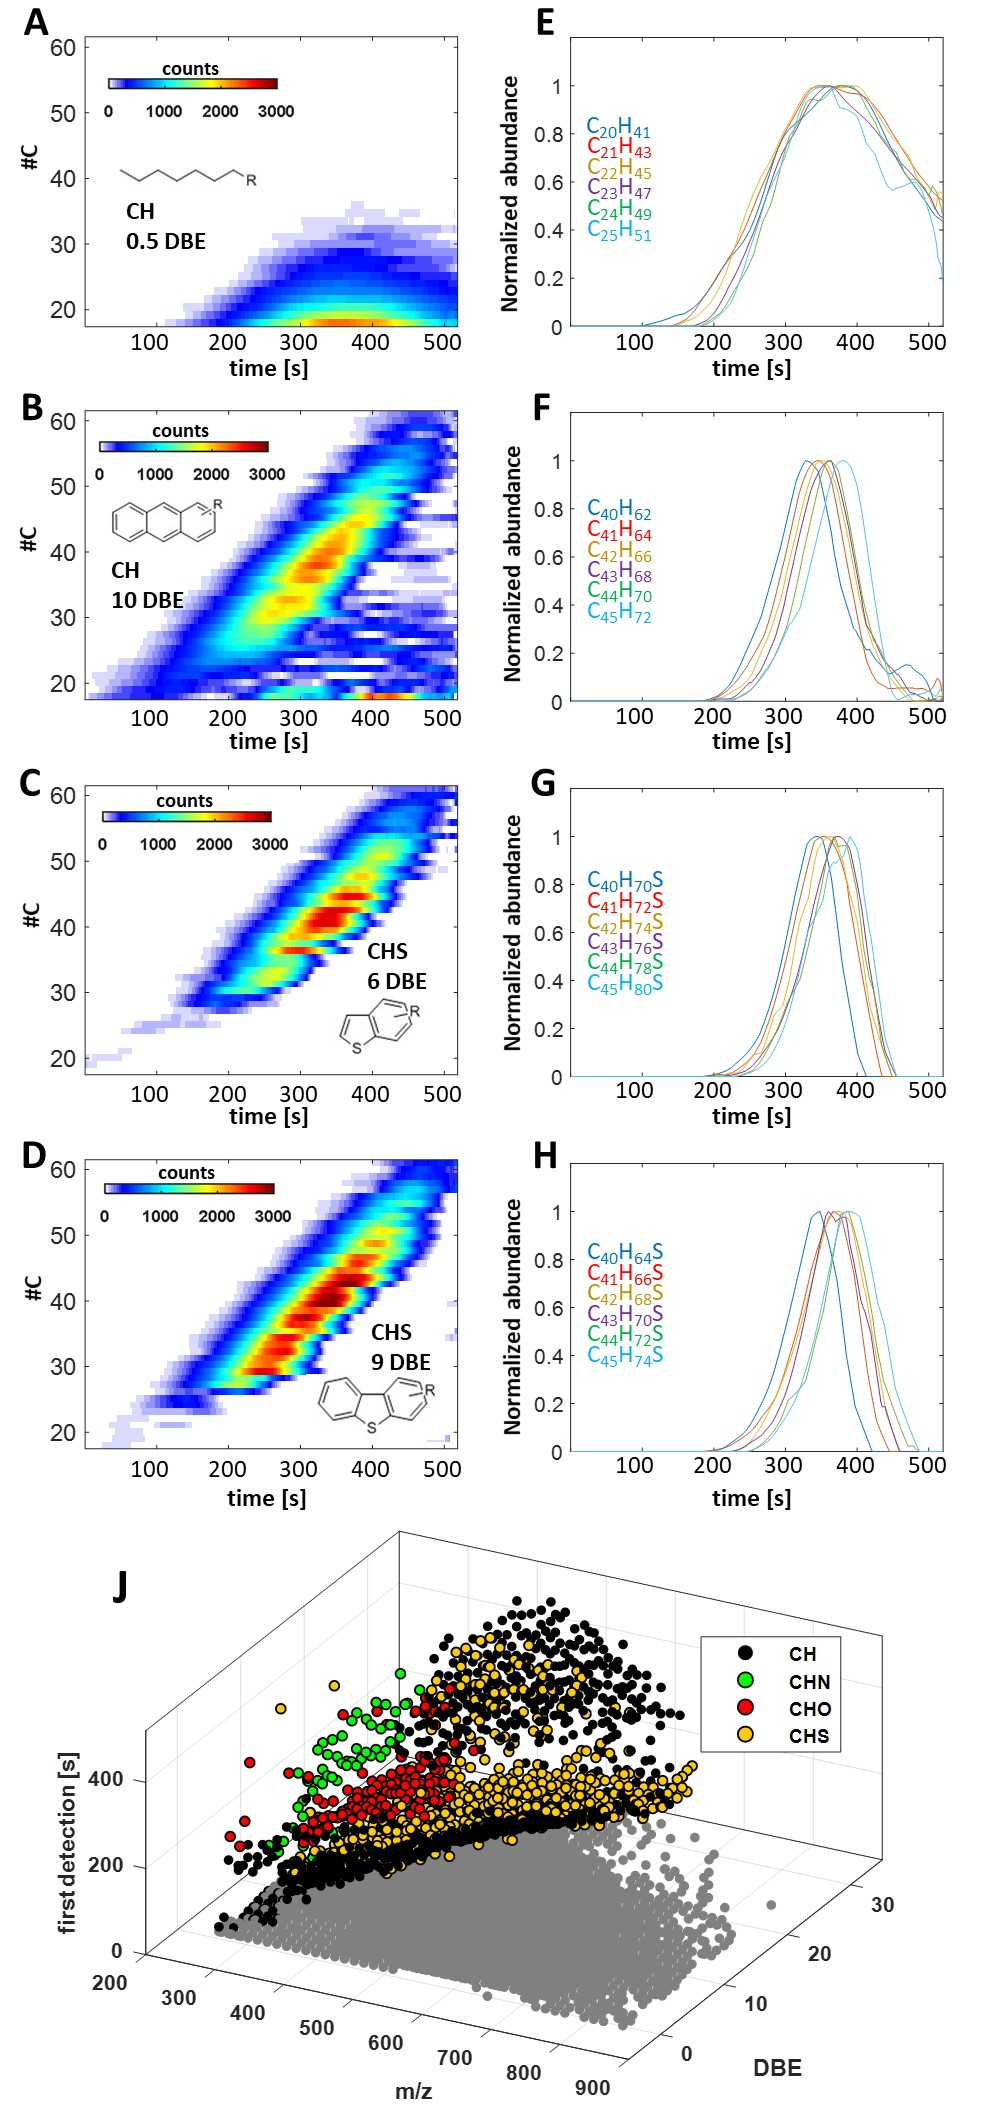 A
60
50
40
30
20
#C
counts
0 1000 2000 3000
R
CH
0.5 DBE
100 200 300 400 500
time [s]
E
1
0.8
0.6
0.4
0.2
0
Normalized abundance
C20H41
C21H43
C22H45
C23H47
C24H49
C25H51
100 200 300 400 500
time [s]
B
60
50
40
30
20
#C
counts
0 1000 2000 3000
R
CH
10 DBE
100 200 300 400 500
time [s]
F
1
0.8
0.6
0.4
0.2
0
Normalized abundance
C40H62
C41H64
C42H66
C43H68
C44H70
C45H72
100 200 300 400 500
time [s]
C
60
50
40
30
20
#C
counts
0 1000 2000 3000
CHS
6 DBE
R
S
100 200 300 400 500
time [s]
G
1
0.8
0.6
0.4
0.2
0
Normalized abundance
C40H70S
C41H72S
C42H74S
C43H76S
C44H78S
C45H80S
100 200 300 400 500
time [s]
D
60
50
40
30
20
#C
counts
0 1000 2000 3000
CHS
9 DBE
R
S
100 200 300 400 500
time [s]
H
1
0.8
0.6
0.4
0.2
0
Normalized abundance
C40H64S
C41H66S
C42H68S
C43H70S
C44H72S
C45H74S
100 200 300 400 500
time [s]
J
CH
CHN
CHO
CHS
first detection [s]
400
200
0
200 300 400 500 600 700 800 900
m/z
0 10 20 30
DBE